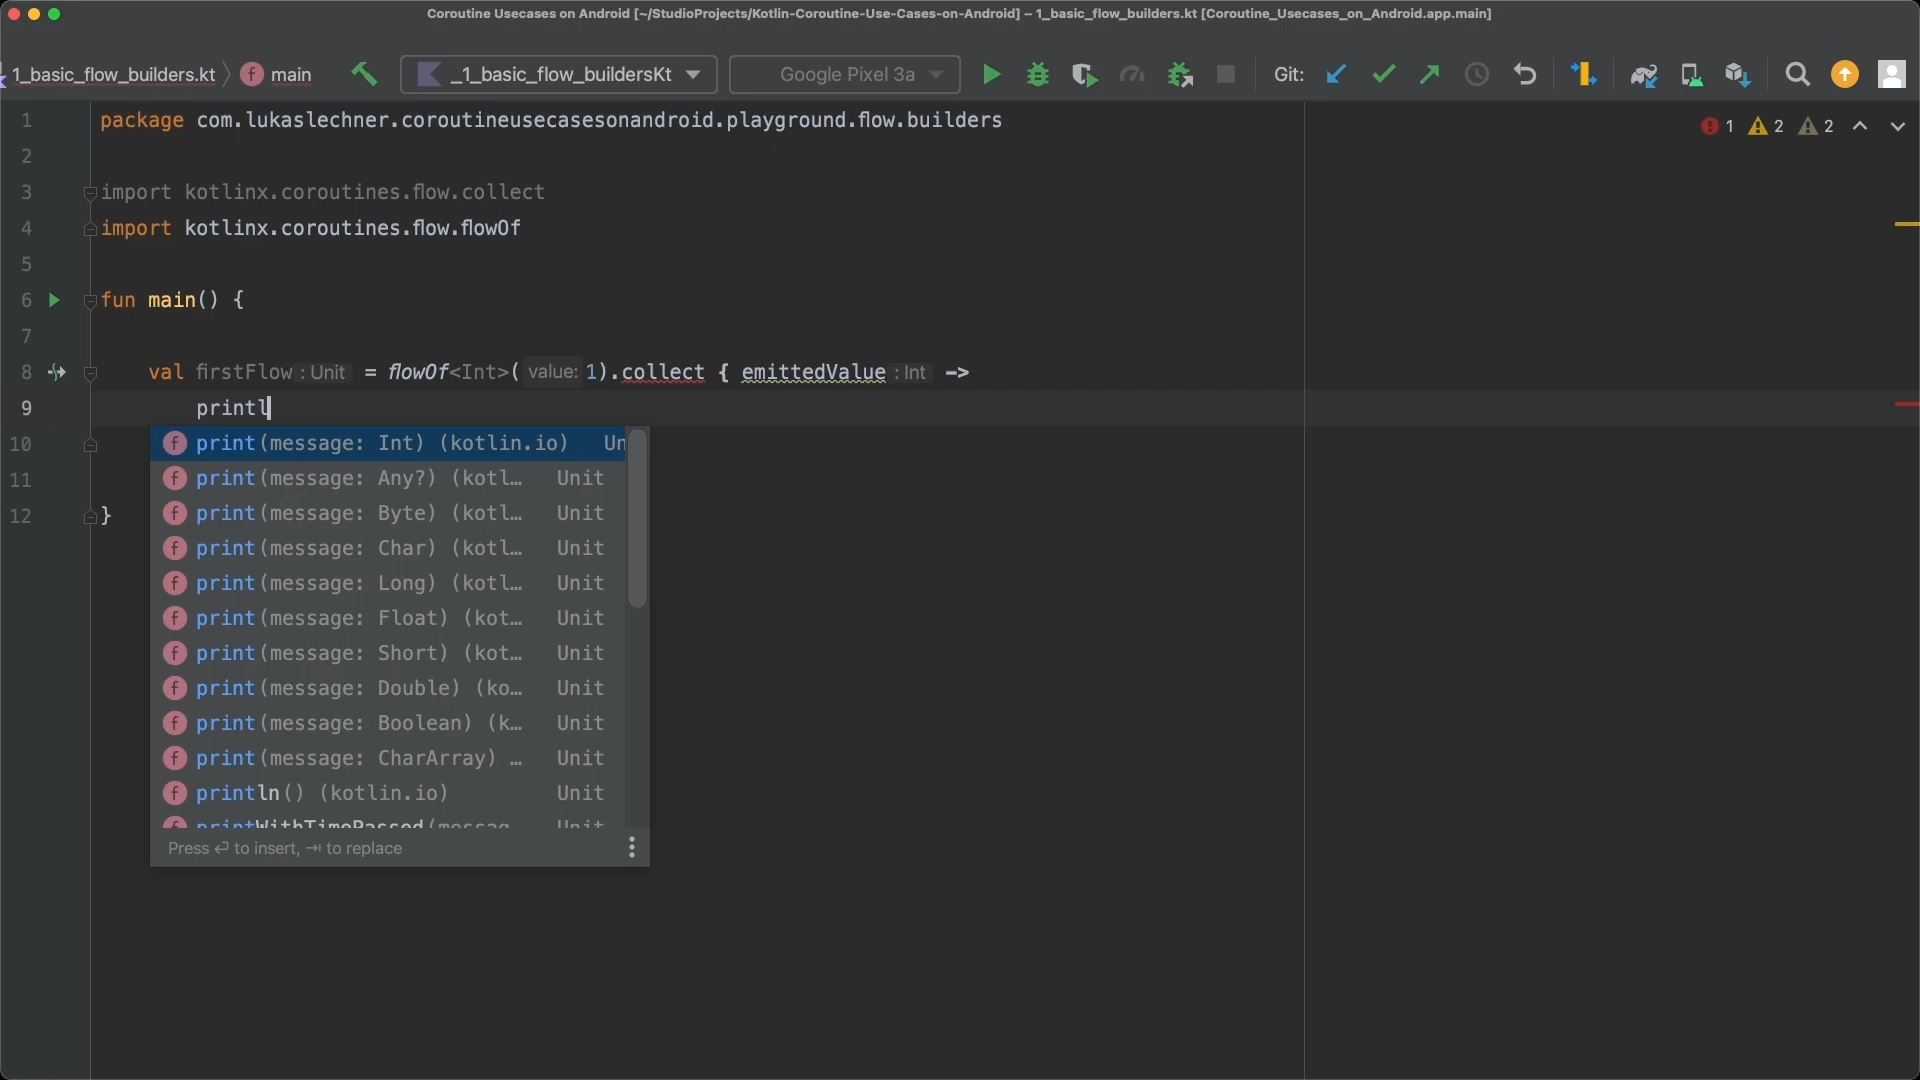 Coroutine Usecases on Android [~/StudioProjects/Kotlin-Coroutine-Use-Cases-on-Android] – 1_basic_flow_builders.kt [Coroutine_Usecases_on_Android.app.main]
1_basic_flow_builders.kt f main _1_basic_flow_buildersKt Google Pixel 3a Git:
1 package com.lukaslechner.coroutineusecasesonandroid.playground.flow.builders
1 2 2
2
3 import kotlinx.coroutines.flow.collect
4 import kotlinx.coroutines.flow.flowOf
5
6 fun main() {
7
8 val firstFlow : Unit = flowOf<Int>( value: 1).collect { emittedValue : Int ->
9 printl
10
11
12 }
f print(message: Int) (kotlin.io) Un
f print(message: Any?) (kotl… Unit
f print(message: Byte) (kotl… Unit
f print(message: Char) (kotl… Unit
f print(message: Long) (kotl… Unit
f print(message: Float) (kot… Unit
f print(message: Short) (kot… Unit
f print(message: Double) (ko… Unit
f print(message: Boolean) (k… Unit
f print(message: CharArray) … Unit
f println() (kotlin.io) Unit
f printWithTimePassed(messag… Unit
Press ↩ to insert, ⇥ to replace